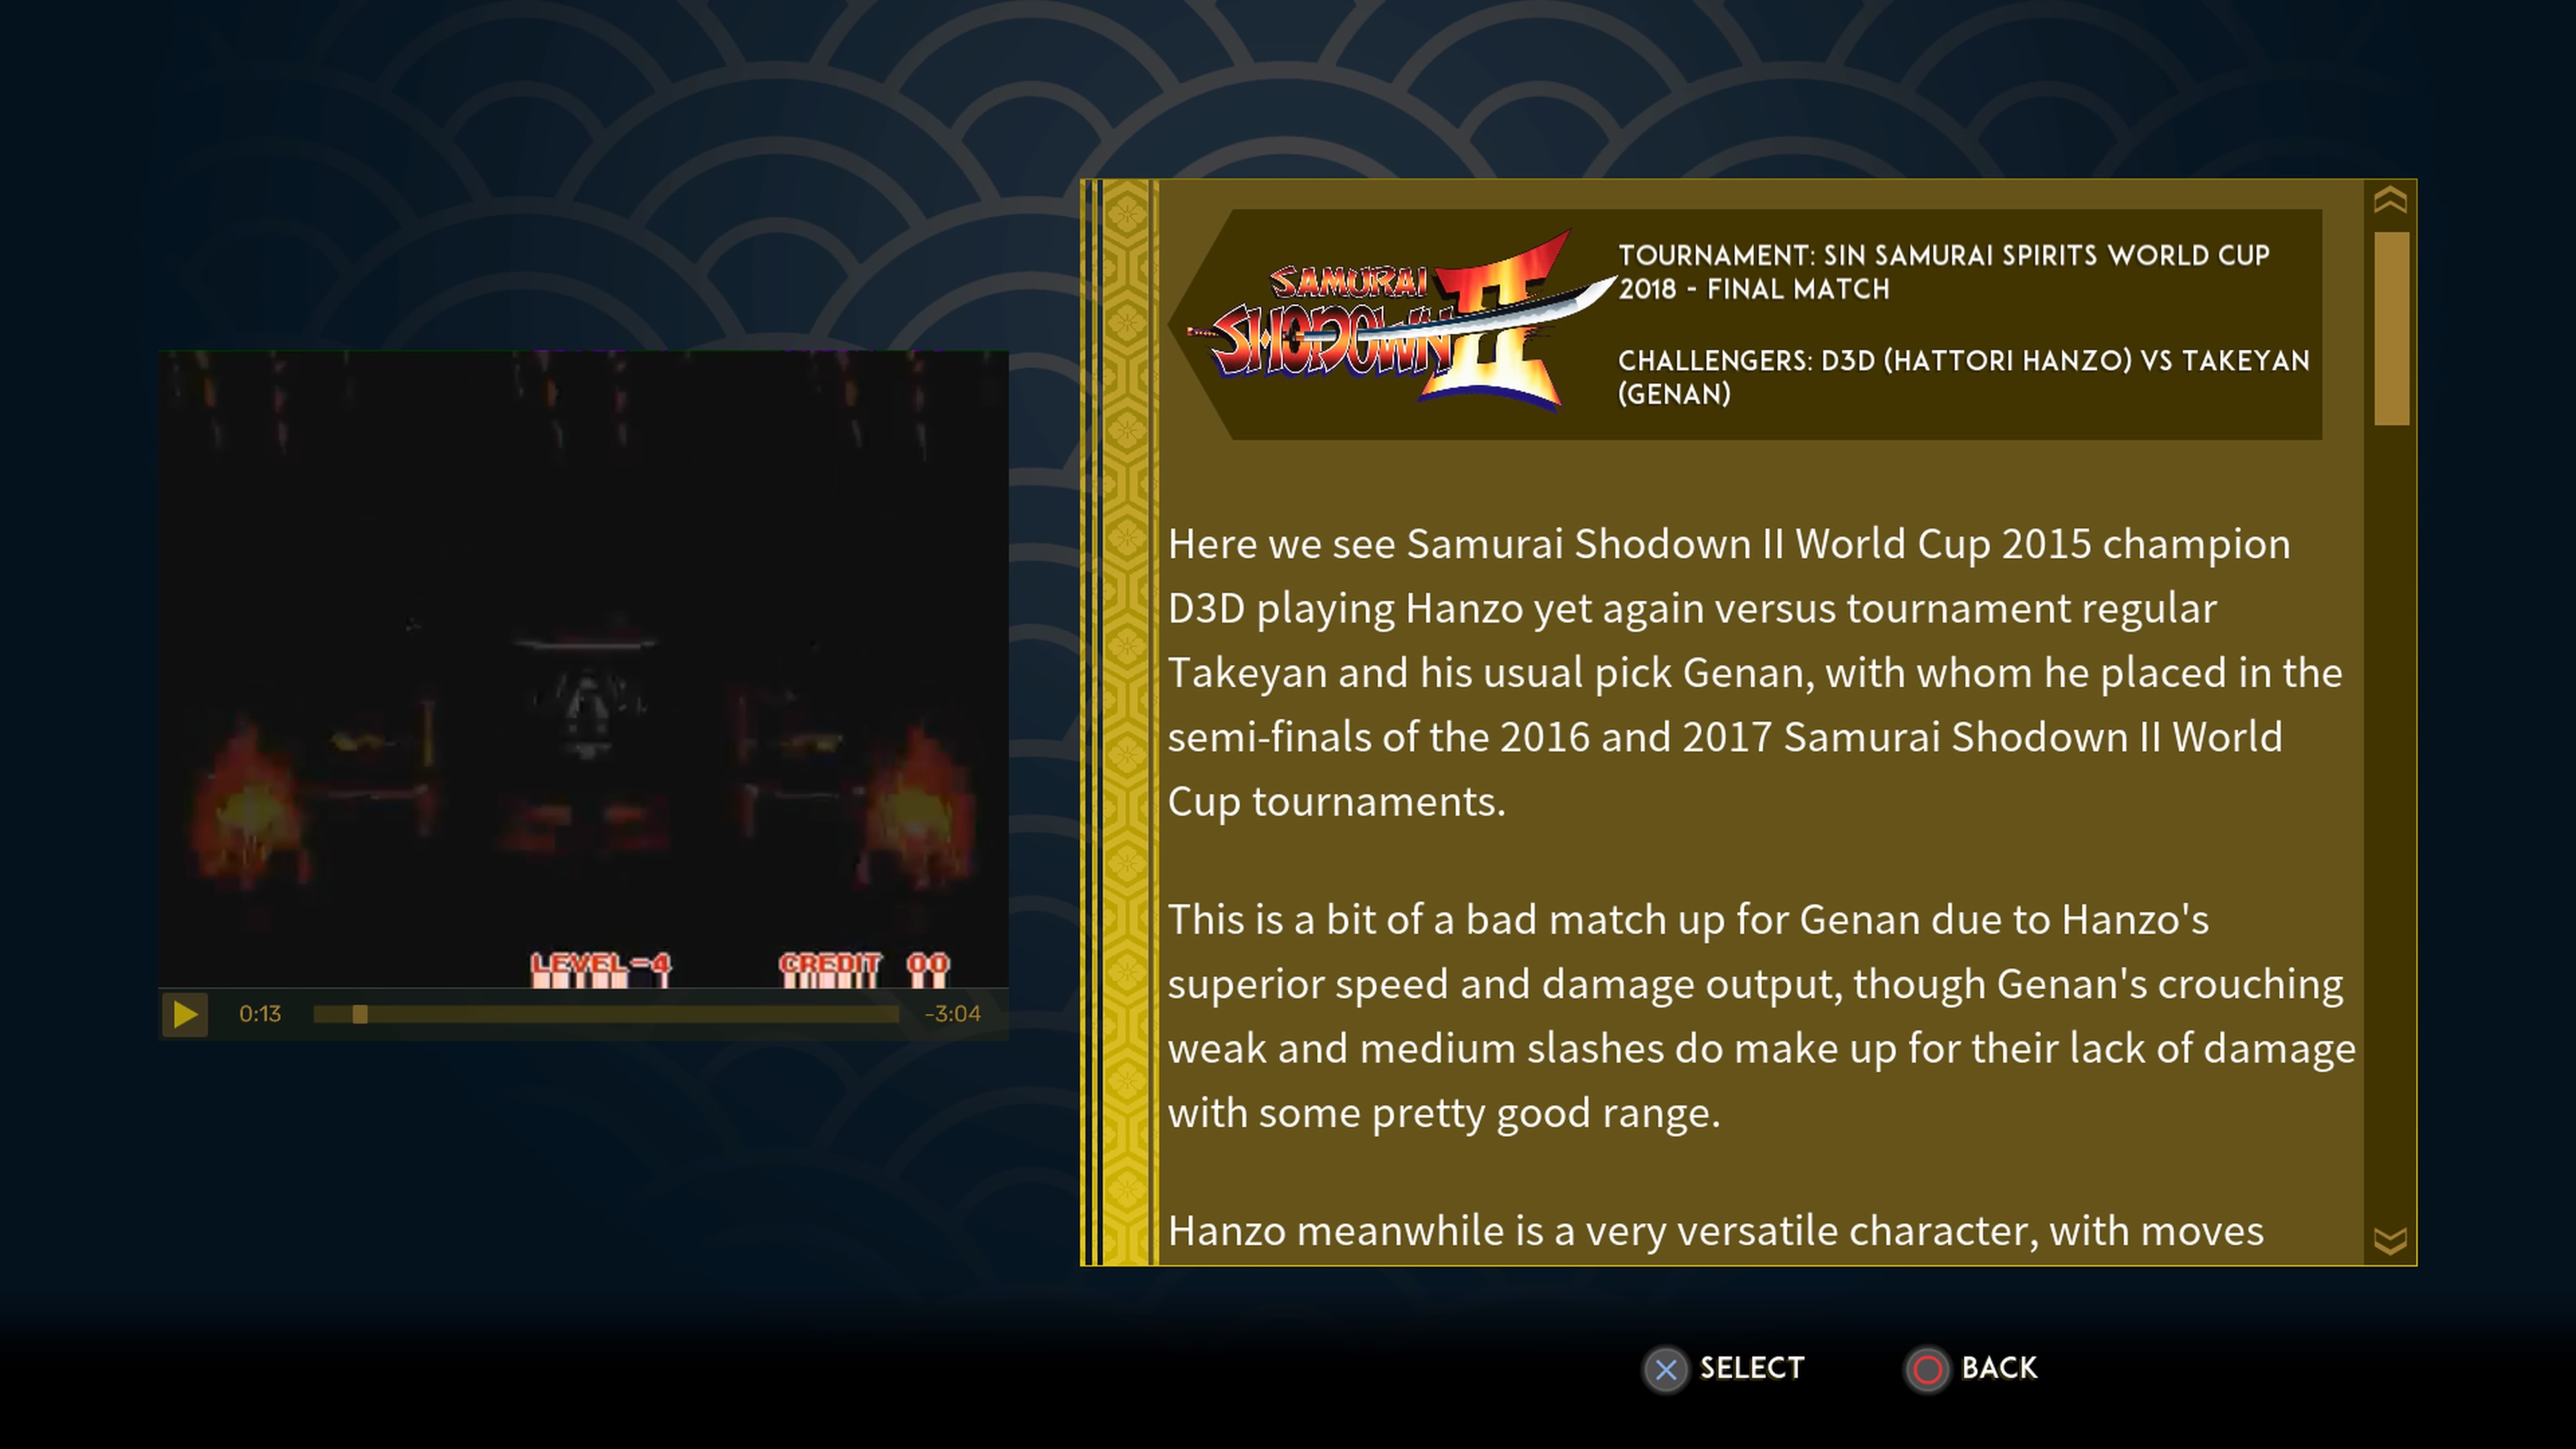 SAMURAI
SHODOWN II
TOURNAMENT: SIN SAMURAI SPIRITS WORLD CUP
2018 - FINAL MATCH
CHALLENGERS: D3D (HATTORI HANZO) VS TAKEYAN
(GENAN)
Here we see Samurai Shodown II World Cup 2015 champion
D3D playing Hanzo yet again versus tournament regular
Takeyan and his usual pick Genan, with whom he placed in the
semi-finals of the 2016 and 2017 Samurai Shodown II World
Cup tournaments.
This is a bit of a bad match up for Genan due to Hanzo's
superior speed and damage output, though Genan's crouching
weak and medium slashes do make up for their lack of damage
with some pretty good range.
Hanzo meanwhile is a very versatile character, with moves
LEVEL-4 CREDIT 00
0:13 -3:04
SELECT BACK